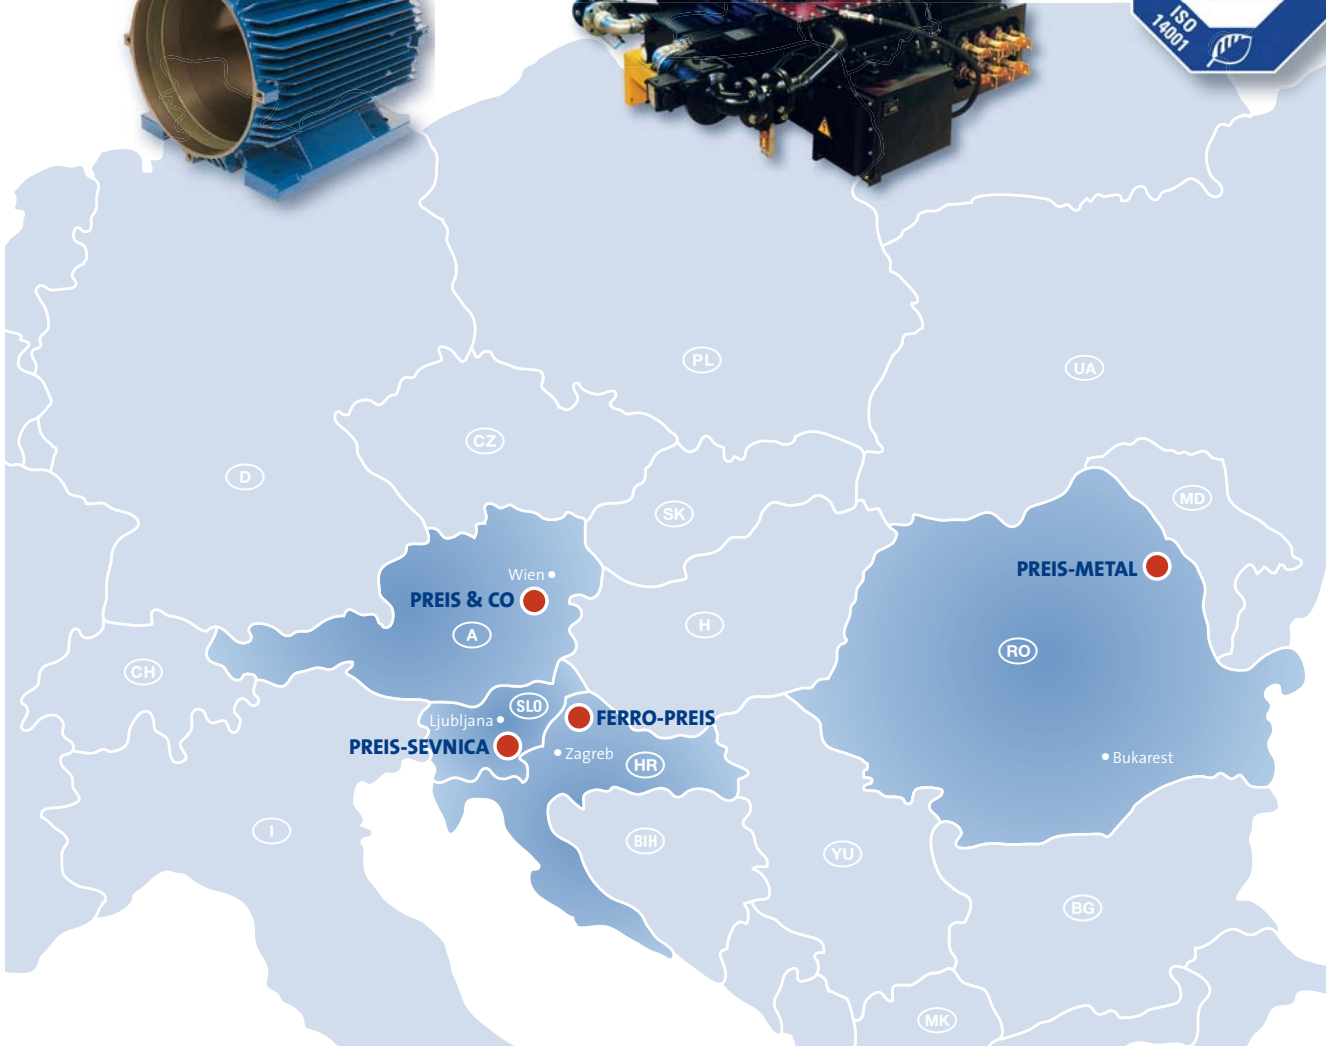 ISO
14001
PL
UA
CZ
D
MD
SK
Wien
PREIS-METAL
PREIS & CO
H
A
RO
CH
SLO
Ljubljana
FERRO-PREIS
PREIS-SEVNICA
Zagreb
HR
Bukarest
I
BIH
YU
BG
MK